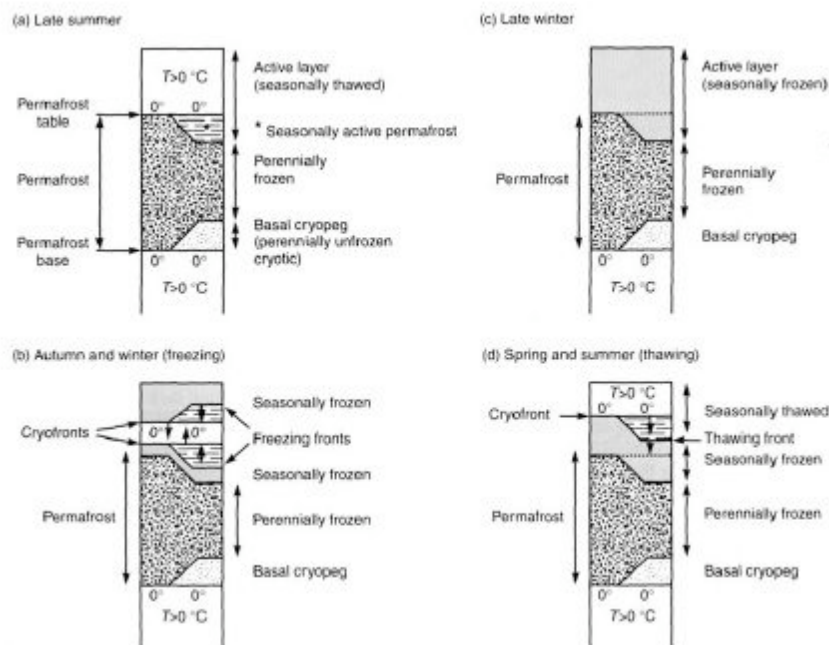 (a) Late summer
T>0 °C
0° 0°
Permafrost
table
Permafrost
Permafrost
base
0° 0°
T>0 °C
Active layer
(seasonally thawed)
* Seasonally active permafrost
*
Perennially
frozen
Basal cryopeg
(perennially unfrozen
cryotic)
(c) Late winter
Active layer
(seasonally frozen)
Permafrost
Perennially
frozen
Basal cryopeg
0° 0°
T>0 °C
(b) Autumn and winter (freezing)
Seasonally frozen
Cryofronts
0° 0°
Freezing fronts
Seasonally frozen
Permafrost
Perennially frozen
Basal cryopeg
0° 0°
T>0 °C
(d) Spring and summer (thawing)
T>0 °C
0° 0°
Cryofront
Seasonally thawed
Thawing front
Seasonally frozen
Permafrost
Perennially frozen
Basal cryopeg
0° 0°
T>0 °C